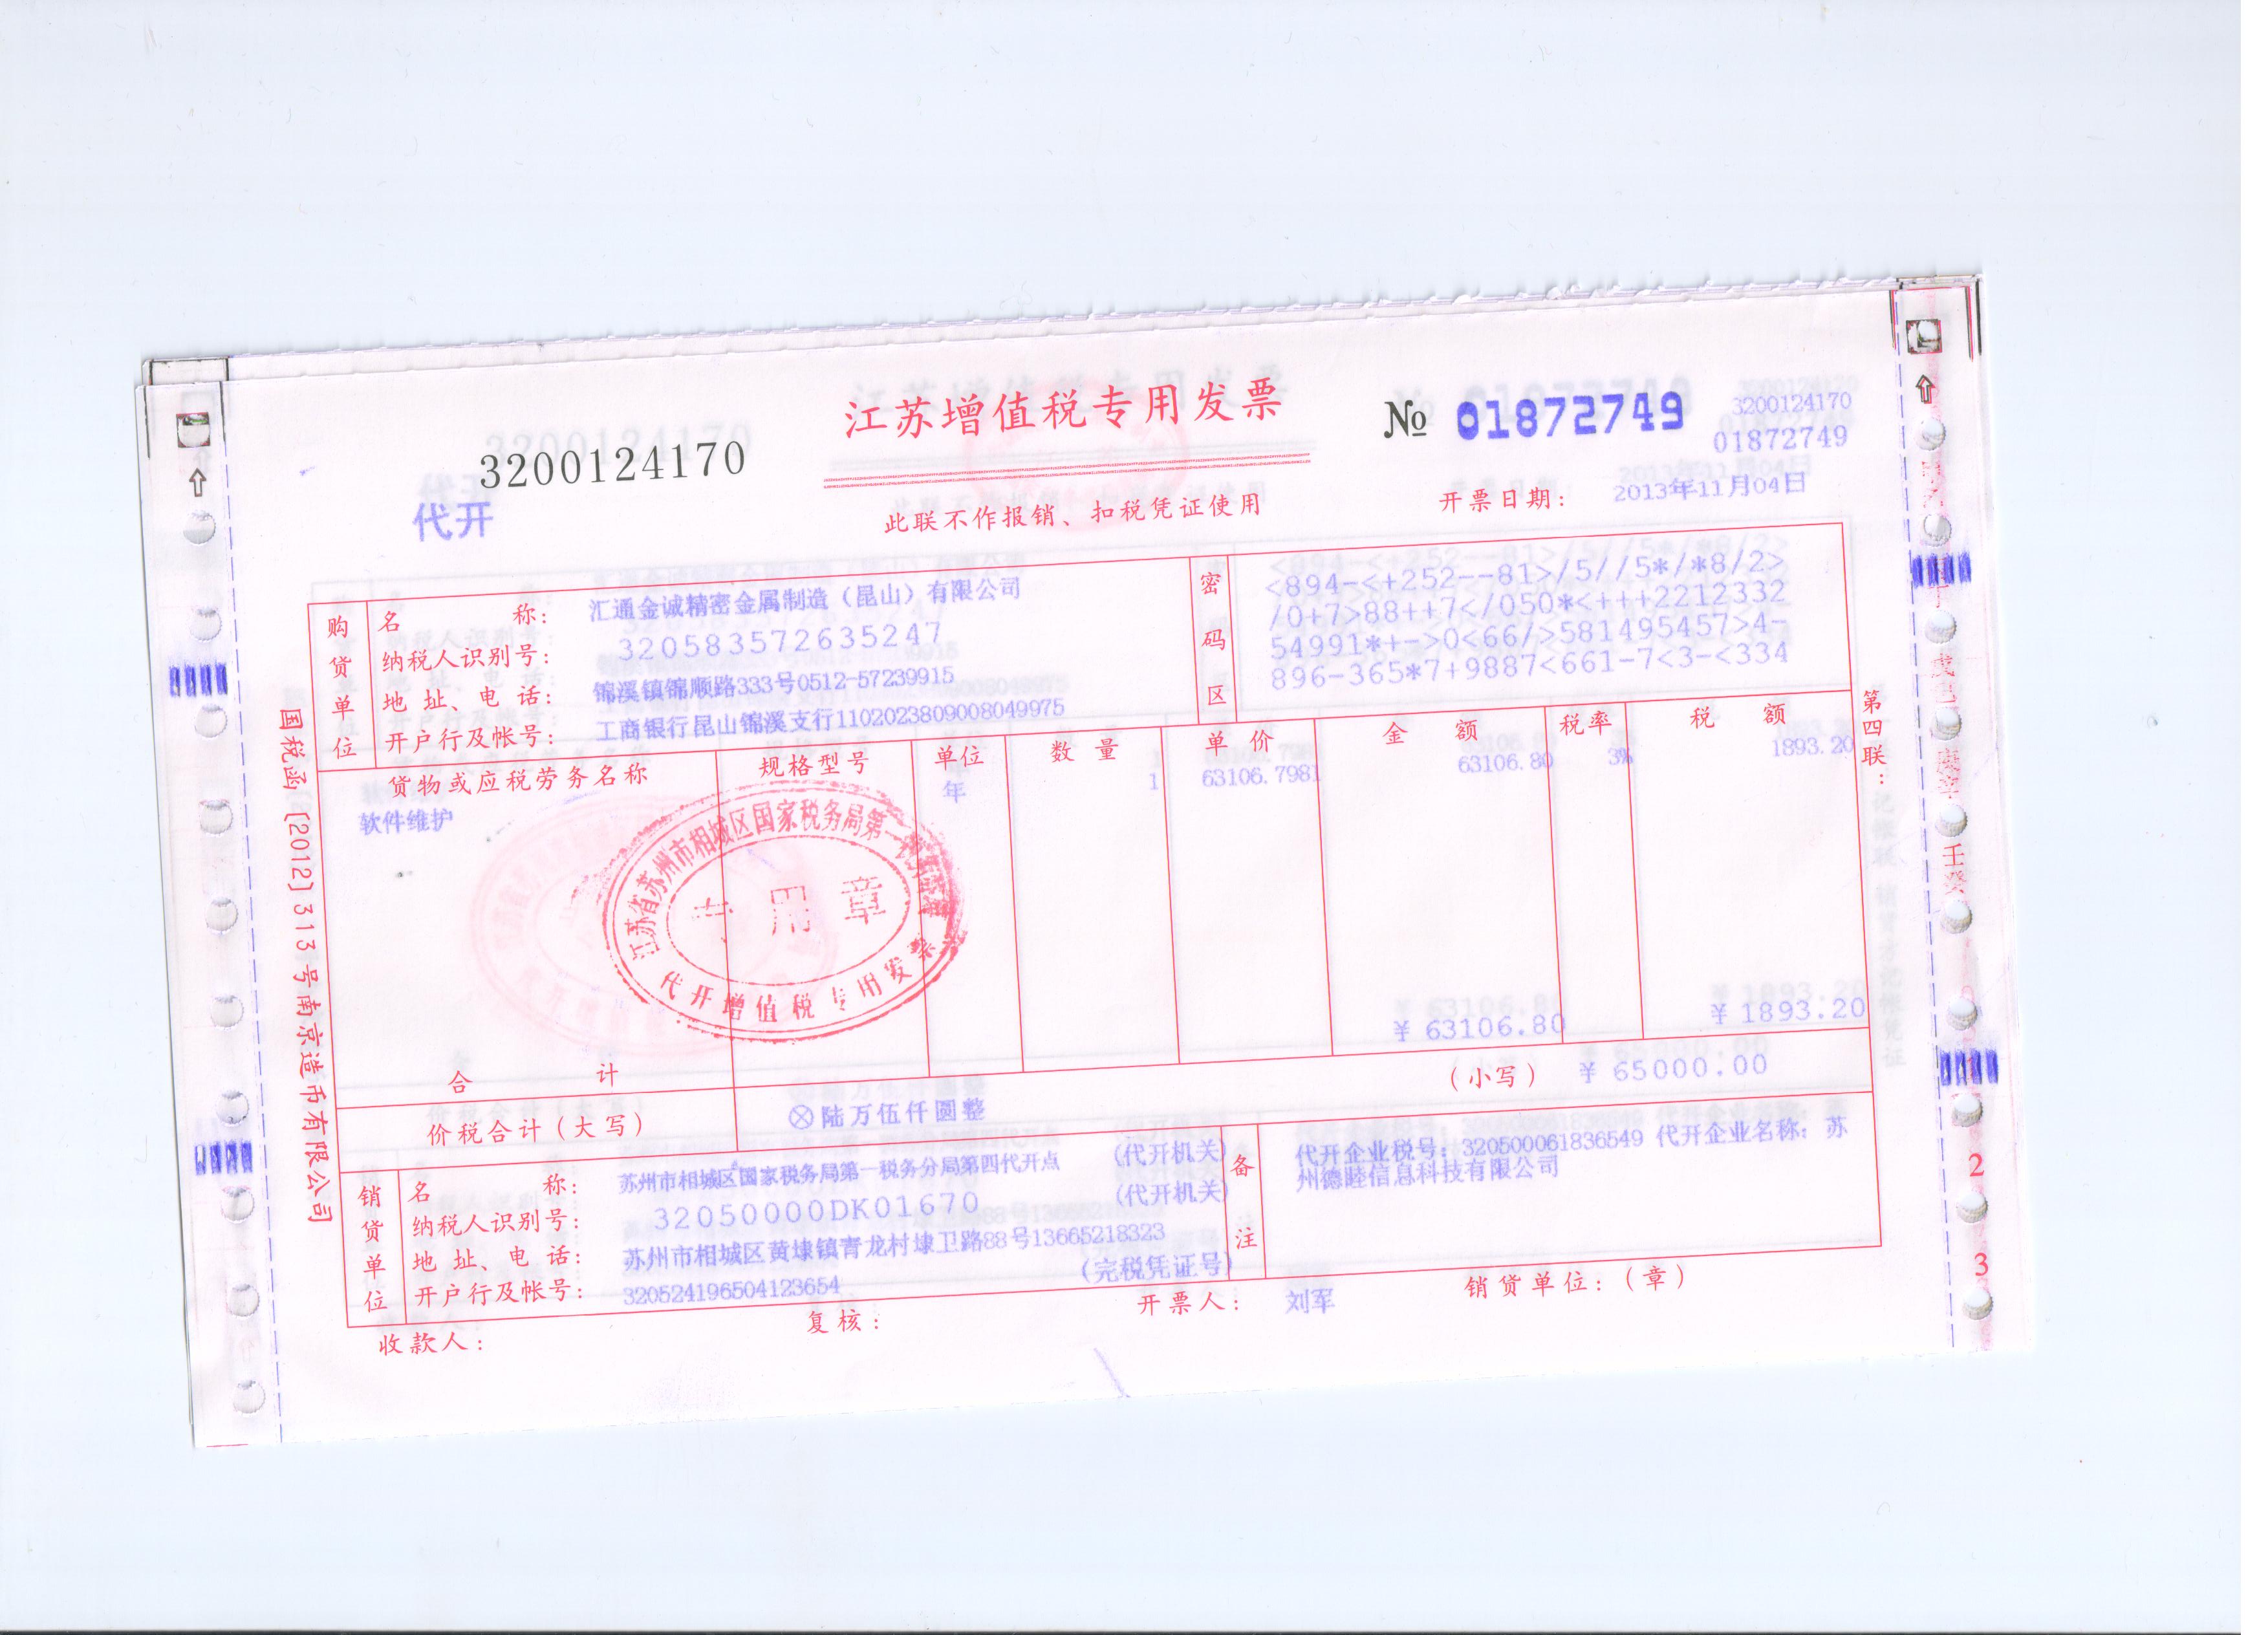 江苏增值税专用发票
3200124170
№ 01872749
3200124170
01872749
代开
此联不作报销、扣税凭证使用
开票日期： 2013年11月04日
购货单位
名 称： 汇通金诚精密金属制造（昆山）有限公司
纳税人识别号： 320583572635247
地 址、电 话： 锦溪镇锦顺路333号0512-57239915
开户行及帐号： 工商银行昆山锦溪支行1102023809008049975
密码区
<894-<+252--81>/5//5*/*8/2>
/0+7>88++7</050*<+++2212332
54991*+->0<66/>581495457>4-
896-365*7+9887<661-7<3-<334
货物或应税劳务名称 规格型号 单位 数 量 单 价 金 额 税率 税 额
软件维护 年 1 63106.7981 63106.80 3% 1893.20
江苏省苏州市相城区国家税务局第一
专用章
代开增值税专用发票
合 计 ￥ 63106.80 ￥ 1893.20
价税合计（大写） ⊗陆万伍仟圆整 （小写） ￥ 65000.00
销货单位
名 称： 苏州市相城区国家税务局第一税务分局第四代开点 (代开机关)
纳税人识别号： 32050000DK01670 (代开机关)
地 址、电 话： 苏州市相城区黄埭镇青龙村埭卫路88号13665218323
开户行及帐号： 320524196504123654 (完税凭证号)
备注
代开企业税号：320500061836549 代开企业名称：苏
州德睦信息科技有限公司
收款人： 复核： 开票人： 刘军 销货单位：（章）
国税函[2012]313号南京造币有限公司
第四联：
壬癸
2
3